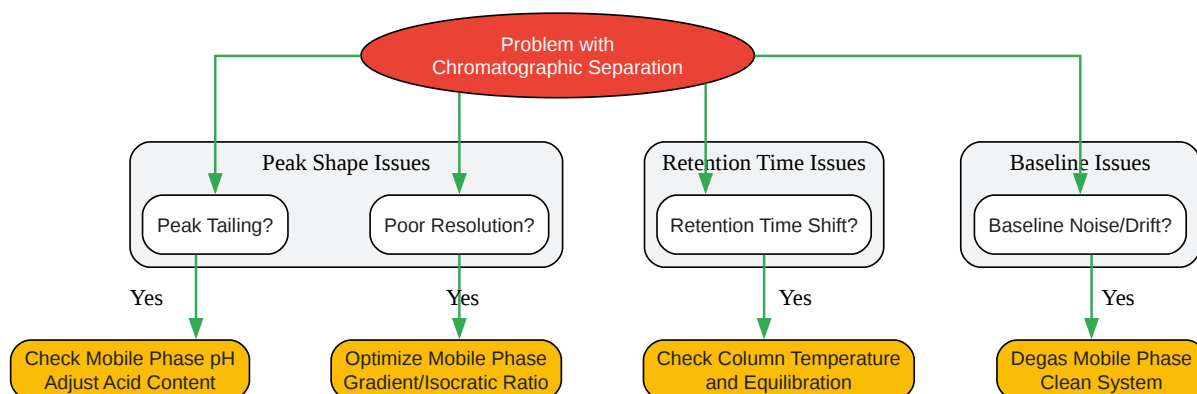 Problem with
Chromatographic Separation
Peak Shape Issues
Retention Time Issues
Baseline Issues
Peak Tailing?
Poor Resolution?
Retention Time Shift?
Baseline Noise/Drift?
Yes
Yes
Yes
Yes
Check Mobile Phase pH
Adjust Acid Content
Optimize Mobile Phase
Gradient/Isocratic Ratio
Check Column Temperature
and Equilibration
Degas Mobile Phase
Clean System